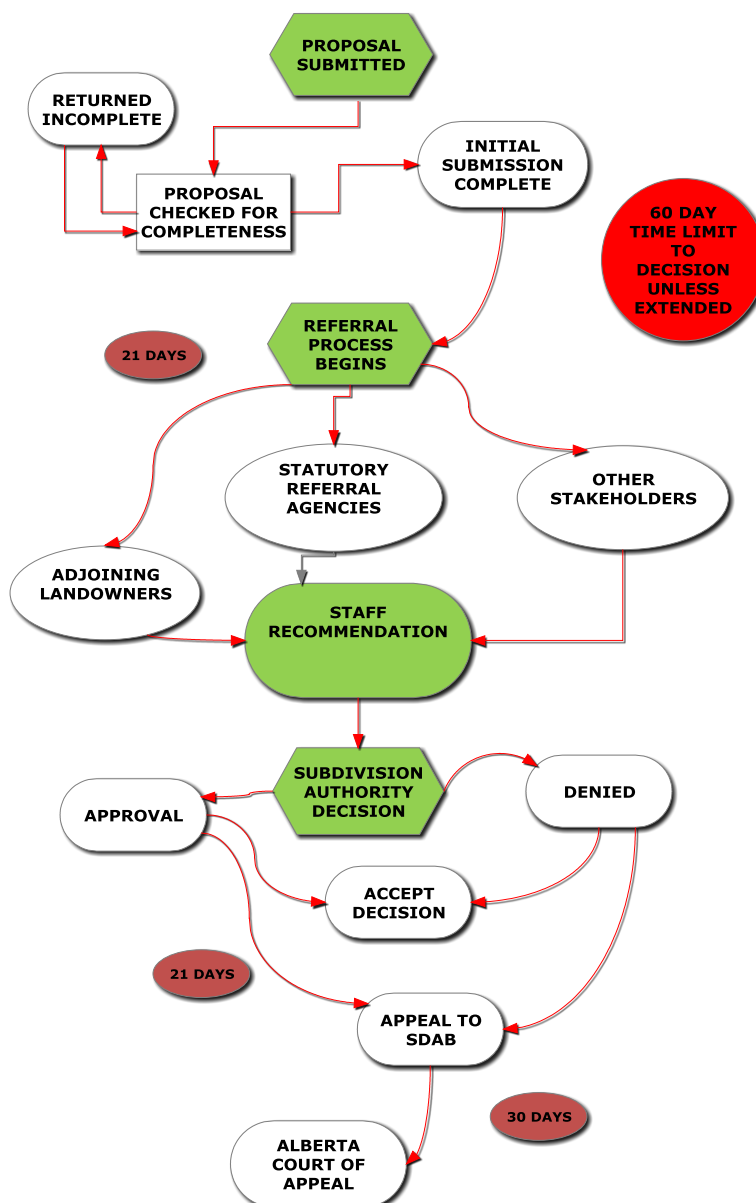 PROPOSAL
SUBMITTED
RETURNED
INCOMPLETE
INITIAL
SUBMISSION
COMPLETE
PROPOSAL
CHECKED FOR
COMPLETENESS
60 DAY
TIME LIMIT
TO
DECISION
UNLESS
EXTENDED
REFERRAL
PROCESS
BEGINS
21 DAYS
STATUTORY
REFERRAL
AGENCIES
OTHER
STAKEHOLDERS
ADJOINING
LANDOWNERS
STAFF
RECOMMENDATION
SUBDIVISION
AUTHORITY
DECISION
APPROVAL
DENIED
ACCEPT
DECISION
21 DAYS
APPEAL TO
SDAB
30 DAYS
ALBERTA
COURT OF
APPEAL